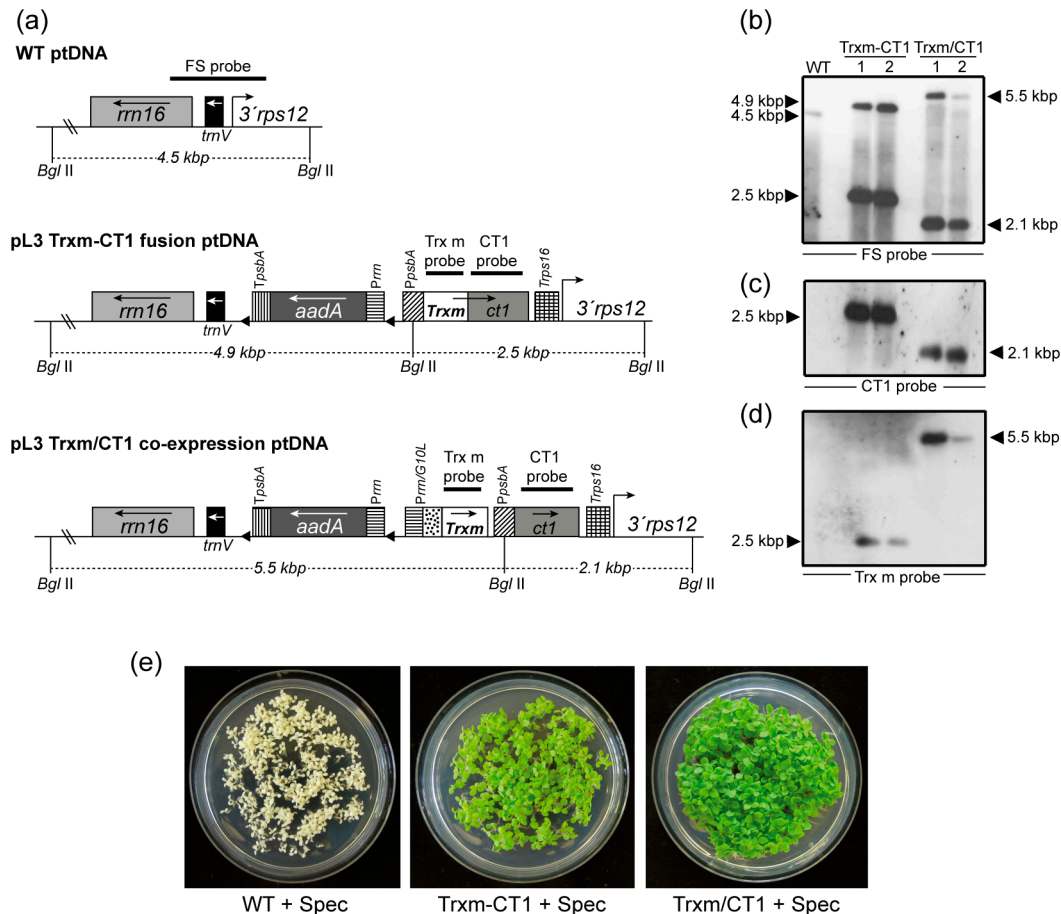 (a)
WT ptDNA
FS probe
rrn16
trnV
3´rps12
4.5 kbp
Bgl II
Bgl II
pL3 Trxm-CT1 fusion ptDNA
TpsbA
Prrn
PpsbA
Trx m probe
CT1 probe
Trps16
rrn16
trnV
aadA
Trxm
ct1
3´rps12
4.9 kbp
2.5 kbp
Bgl II
Bgl II
Bgl II
pL3 Trxm/CT1 co-expression ptDNA
TpsbA
Prrn
Prrn/G10L
Trx m probe
PpsbA
CT1 probe
Trps16
rrn16
trnV
aadA
Trxm
ct1
3´rps12
5.5 kbp
2.1 kbp
Bgl II
Bgl II
Bgl II
(b)
Trxm-CT1 Trxm/CT1
WT 1 2 1 2
4.9 kbp
4.5 kbp
2.5 kbp
5.5 kbp
2.1 kbp
FS probe
(c)
2.5 kbp
2.1 kbp
CT1 probe
(d)
5.5 kbp
2.5 kbp
Trx m probe
(e)
WT + Spec
Trxm-CT1 + Spec
Trxm/CT1 + Spec